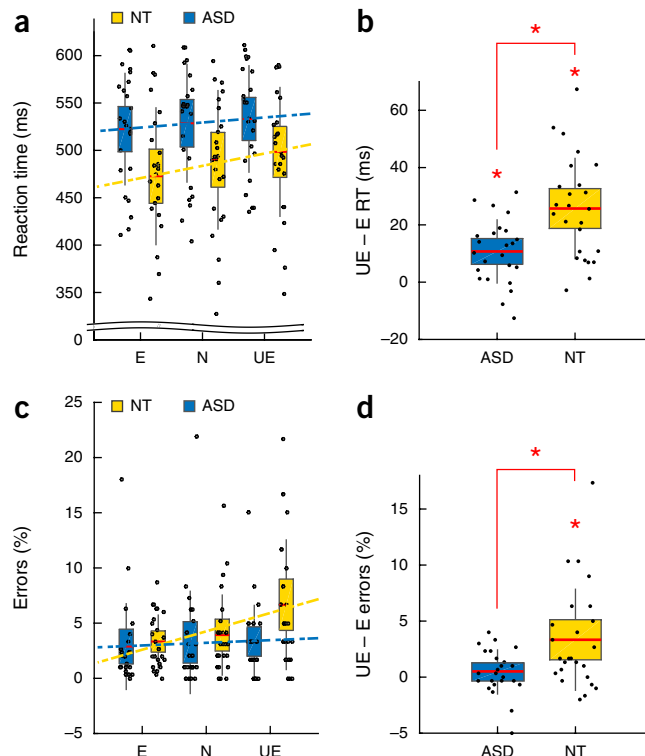 a
NT
ASD
Reaction time (ms)
600
550
500
450
400
350
0
E
N
UE
b
*
*
*
UE – E RT (ms)
60
40
20
0
–20
ASD
NT
c
NT
ASD
Errors (%)
25
20
15
10
5
0
–5
E
N
UE
d
*
*
UE – E errors (%)
15
10
5
0
–5
ASD
NT